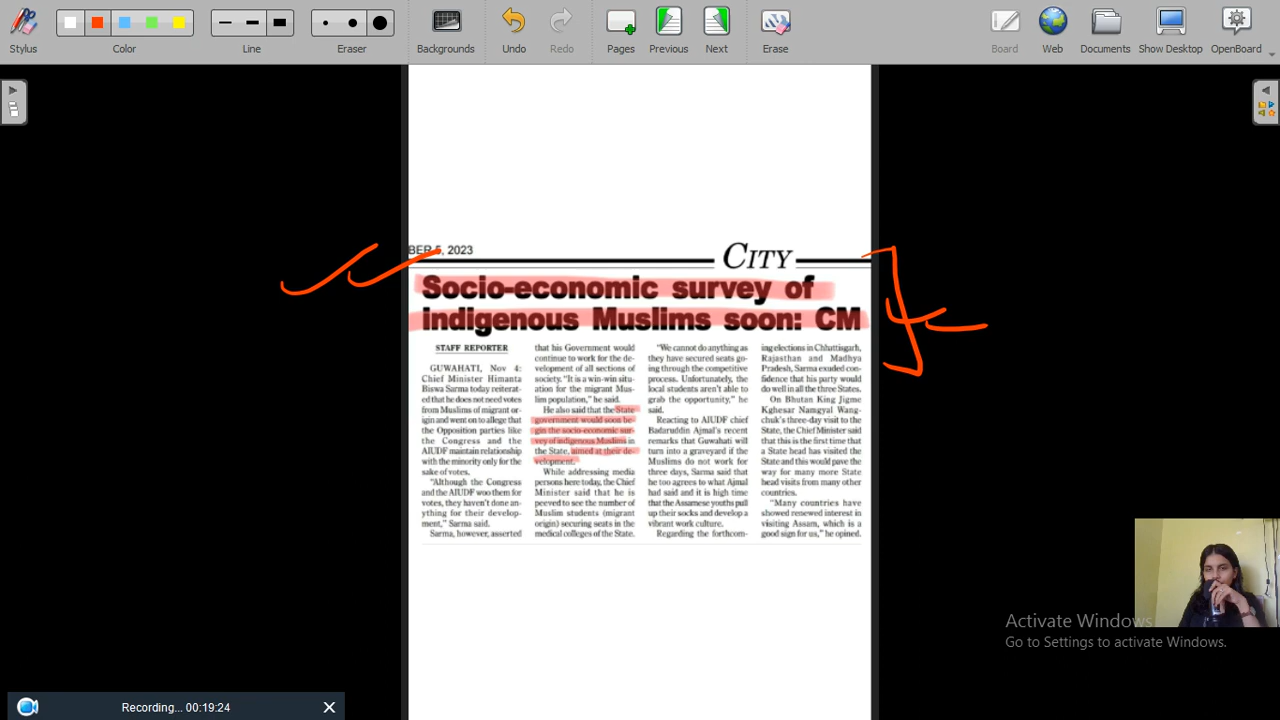 Stylus
Color
Line
Eraser
Backgrounds
Undo
Redo
Pages
Previous
Next
Erase
Board
Web
Documents
Show Desktop
OpenBoard
BER 5, 2023
CITY
Socio-economic survey of
indigenous Muslims soon: CM
STAFF REPORTER
GUWAHATI, Nov 4:
Chief Minister Himanta
Biswa Sarma today reiterat-
ed that he does not need votes
from Muslims of migrant or-
igin and went on to allege that
the Opposition parties like
the Congress and the
AIUDF maintain relationship
with the minority only for the
sake of votes.
"Although the Congress
and the AIUDF woo them for
votes, they haven't done an-
ything for their develop-
ment," Sarma said.
Sarma, however, asserted
that his Government would
continue to work for the de-
velopment of all sections of
society. "It is a win-win situ-
ation for the migrant Mus-
lim population," he said.
He also said that the State
government would soon be-
gin the socio-economic sur-
vey of indigenous Muslims in
the State, aimed at their de-
velopment.
While addressing media
persons here today, the Chief
Minister said that he is
peeved to see the number of
Muslim students (migrant
origin) securing seats in the
medical colleges of the State.
"We cannot do anything as
they have secured seats go-
ing through the competitive
process. Unfortunately, the
local students aren't able to
grab the opportunity," he
said.
Reacting to AIUDF chief
Badaruddin Ajmal's recent
remarks that Guwahati will
turn into a graveyard if the
Muslims do not work for
three days, Sarma said that
he too agrees to what Ajmal
had said and it is high time
that the Assamese youths pull
up their socks and develop a
vibrant work culture.
Regarding the forthcom-
ing elections in Chhattisgarh,
Rajasthan and Madhya
Pradesh, Sarma exuded con-
fidence that his party would
do well in all the three States.
On Bhutan King Jigme
Kghesar Namgyal Wang-
chuk's three-day visit to the
State, the Chief Minister said
that this is the first time that
a State head has visited the
State and this would pave the
way for many more State
head visits from many other
countries.
"Many countries have
showed renewed interest in
visiting Assam, which is a
good sign for us," he opined.
Activate Windows
Go to Settings to activate Windows.
Recording... 00:19:24